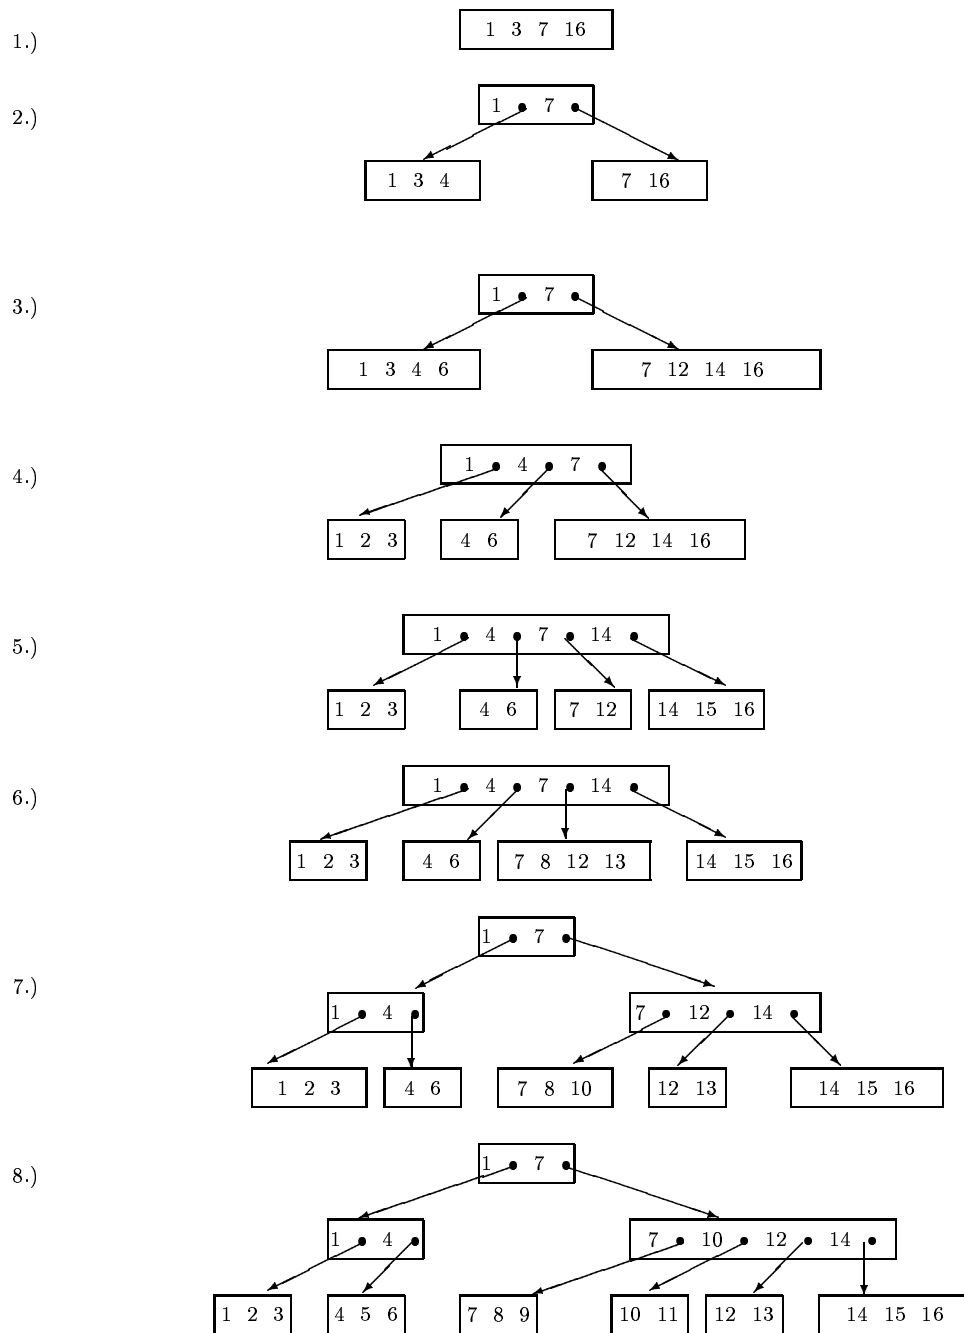 1.) 1 3 7 16
2.) 1 7
1 3 4 7 16
3.) 1 7
1 3 4 6 7 12 14 16
4.) 1 4 7
1 2 3 4 6 7 12 14 16
5.) 1 4 7 14
1 2 3 4 6 7 12 14 15 16
6.) 1 4 7 14
1 2 3 4 6 7 8 12 13 14 15 16
1 7
7.) 1 4 7 12 14
1 2 3 4 6 7 8 10 12 13 14 15 16
8.) 1 7
1 4 7 10 12 14
1 2 3 4 5 6 7 8 9 10 11 12 13 14 15 16